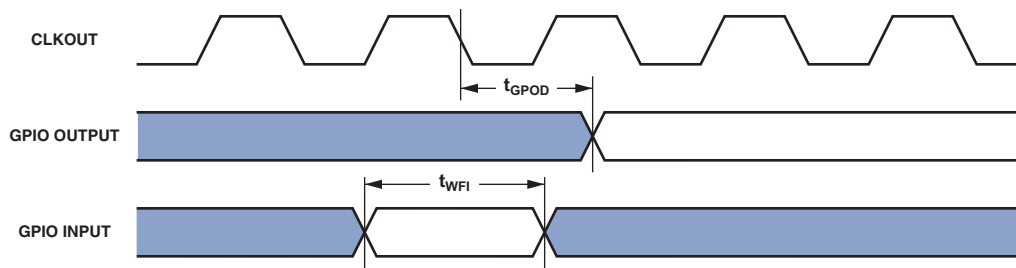 CLKOUT
tGPOD
GPIO OUTPUT
tWFI
GPIO INPUT